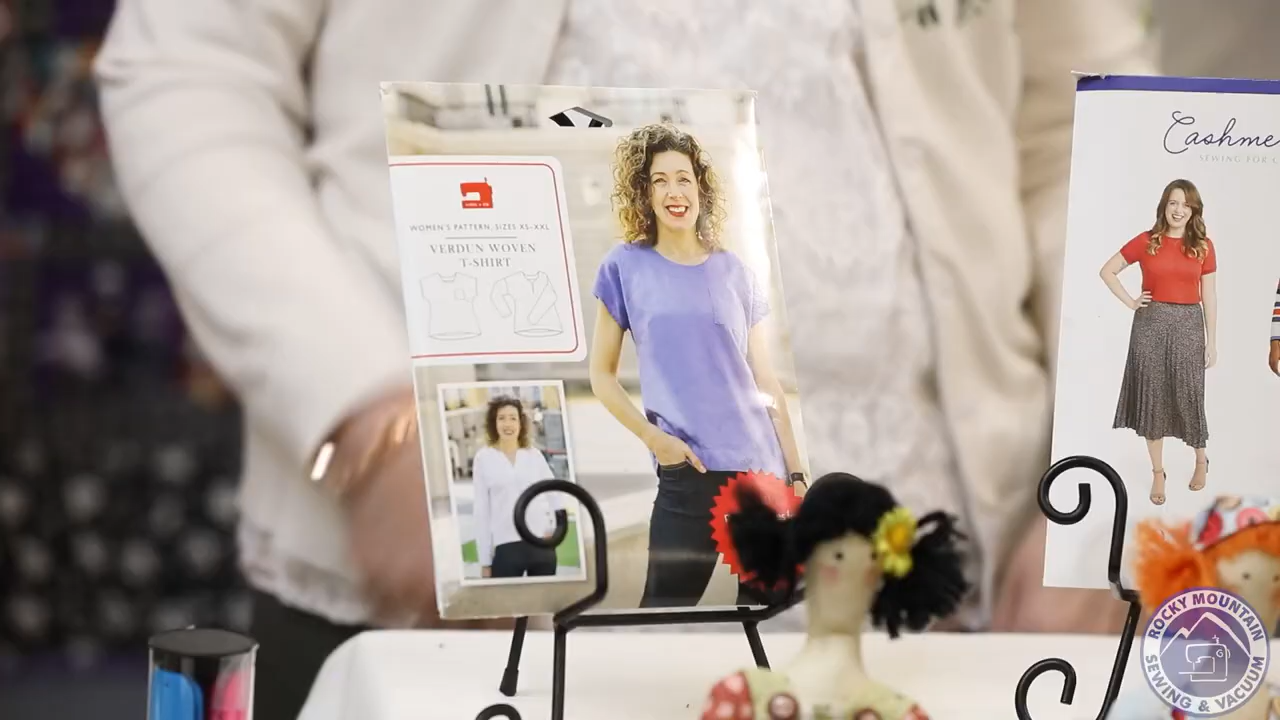 WOMEN'S PATTERN, SIZES XS-XXL
VERDUN WOVEN
T-SHIRT
Cashme
SEWING FOR C
ROCKY MOUNTAIN
SEWING & VACUUM